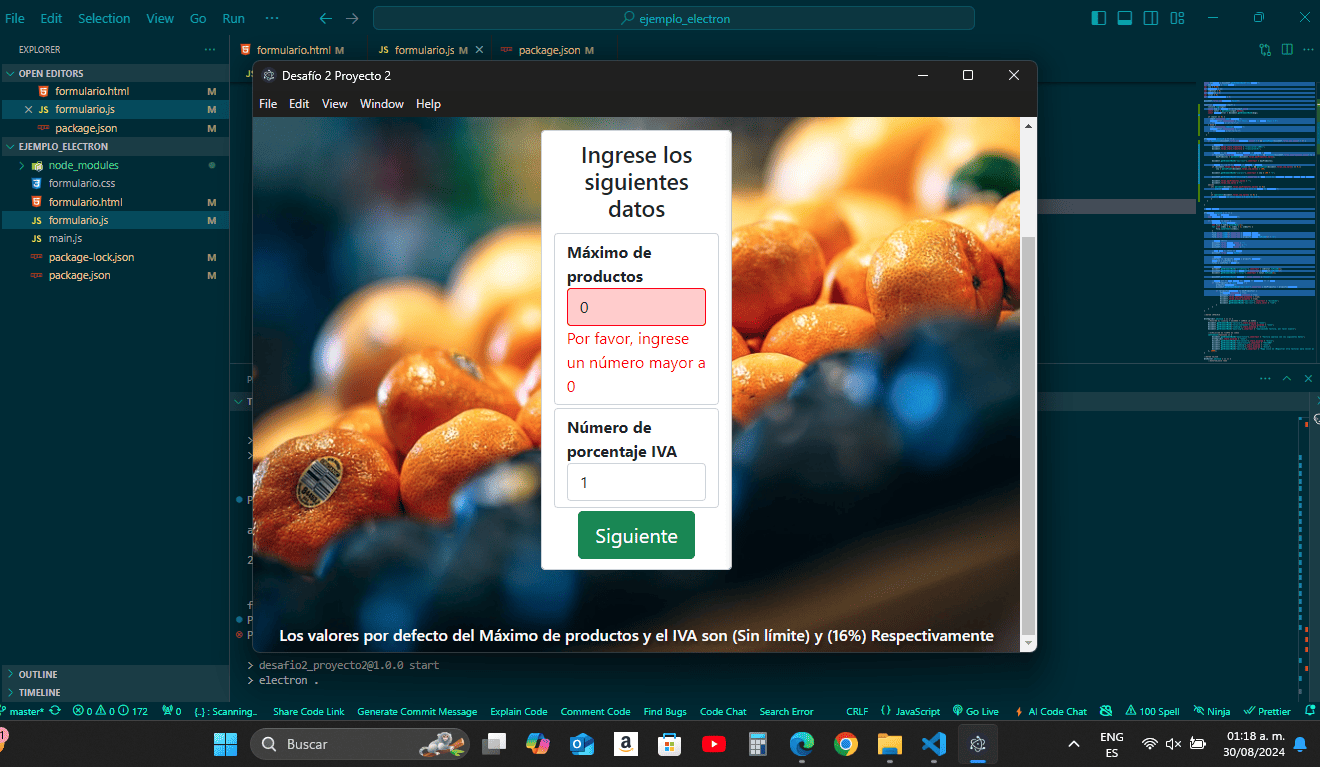 File Edit Selection View Go Run ···
ejemplo_electron
EXPLORER
formulario.html M
JS formulario.js M
package.json M
OPEN EDITORS
formulario.html M
JS formulario.js M
package.json M
EJEMPLO_ELECTRON
node_modules
formulario.css
formulario.html M
JS formulario.js M
JS main.js
package-lock.json M
package.json M
OUTLINE
TIMELINE
Desafío 2 Proyecto 2
File Edit View Window Help
Ingrese los
siguientes
datos
Máximo de
productos
0
Por favor, ingrese
un número mayor a
0
Número de
porcentaje IVA
1
Siguiente
Los valores por defecto del Máximo de productos y el IVA son (Sin límite) y (16%) Respectivamente
> desafio2_proyecto2@1.0.0 start
> electron .
master* 0 0 172 0 {..} : Scanning.. Share Code Link Generate Commit Message Explain Code Comment Code Find Bugs Code Chat Search Error CRLF {} JavaScript Go Live AI Code Chat 100 Spell Ninja Prettier
Buscar
ENG
ES
01:18 a. m.
30/08/2024